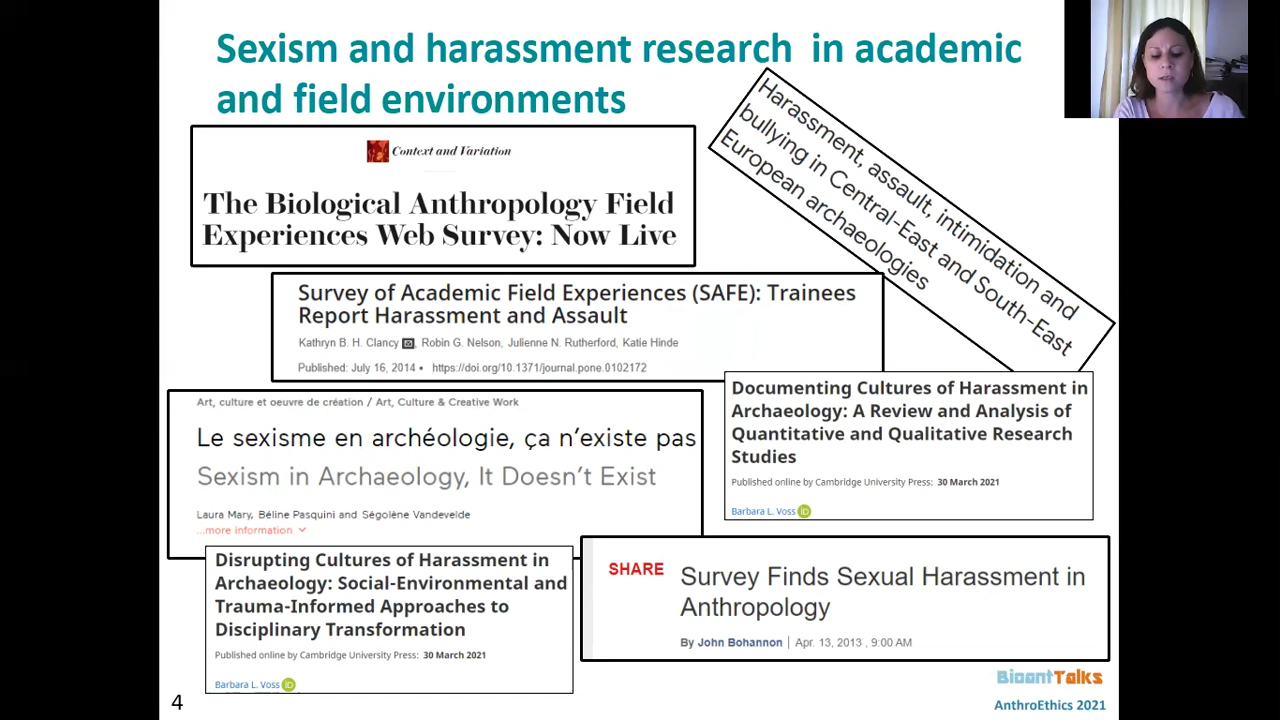 Sexism and harassment research in academic
and field environments
Context and Variation
The Biological Anthropology Field
Experiences Web Survey: Now Live
Harassment, assault, intimidation and
bullying in Central-East and South-East
European archaeologies
Survey of Academic Field Experiences (SAFE): Trainees
Report Harassment and Assault
Kathryn B. H. Clancy, Robin G. Nelson, Julienne N. Rutherford, Katie Hinde
Published: July 16, 2014 • https://doi.org/10.1371/journal.pone.0102172
Art, culture et oeuvre de création / Art, Culture & Creative Work
Le sexisme en archéologie, ça n’existe pas
Sexism in Archaeology, It Doesn’t Exist
Laura Mary, Béline Pasquini and Ségolène Vandevelde
...more information
Documenting Cultures of Harassment in
Archaeology: A Review and Analysis of
Quantitative and Qualitative Research
Studies
Published online by Cambridge University Press: 30 March 2021
Barbara L. Voss iD
Disrupting Cultures of Harassment in
Archaeology: Social-Environmental and
Trauma-Informed Approaches to
Disciplinary Transformation
Published online by Cambridge University Press: 30 March 2021
Barbara L. Voss iD
SHARE
Survey Finds Sexual Harassment in
Anthropology
By John Bohannon | Apr. 13, 2013 , 9:00 AM
BioantTalks
AnthroEthics 2021
4